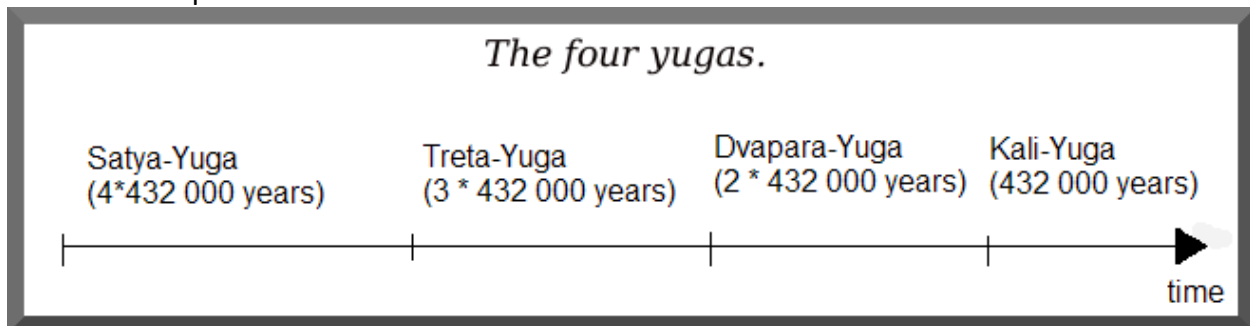 The four yugas.
Satya-Yuga
(4*432 000 years)
Treta-Yuga
(3 * 432 000 years)
Dvapara-Yuga
(2 * 432 000 years)
Kali-Yuga
(432 000 years)
time